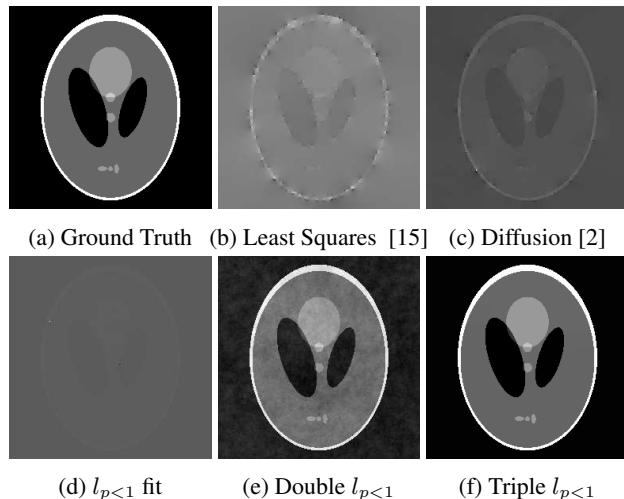 (a) Ground Truth (b) Least Squares [15] (c) Diffusion [2]
(d) l_{p<1} fit (e) Double l_{p<1} (f) Triple l_{p<1}